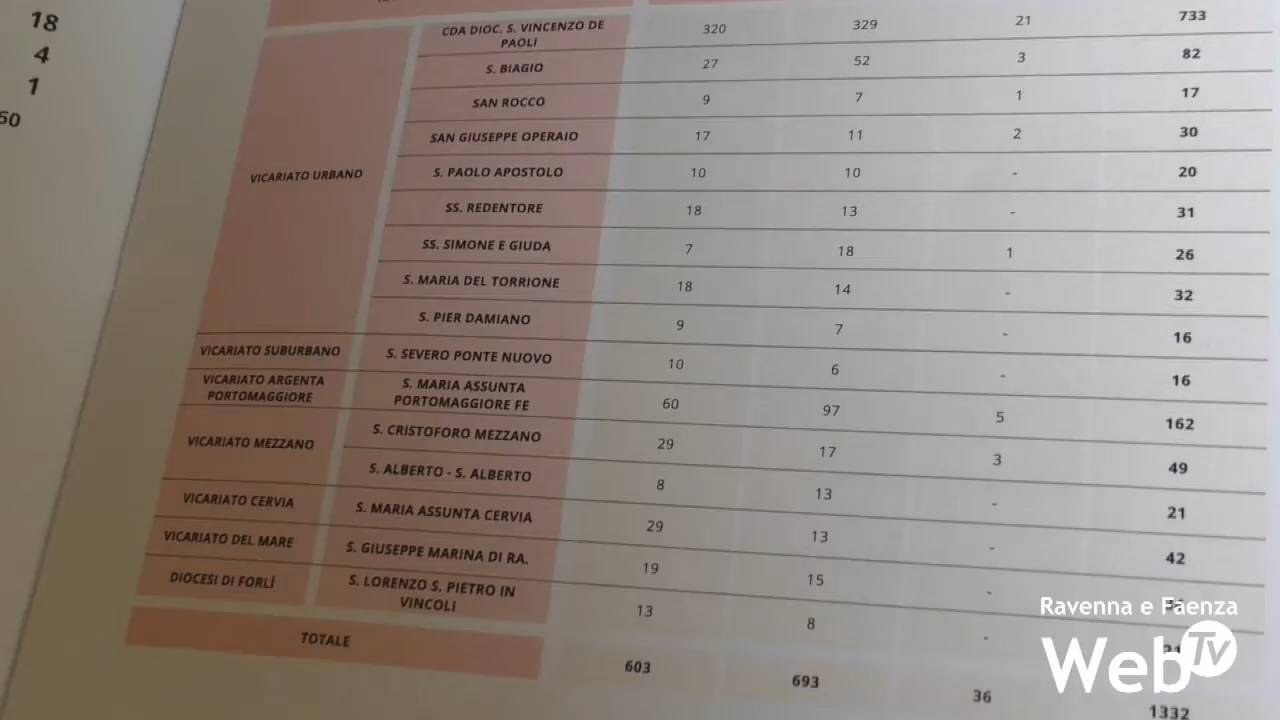 18
4
1
50
CDA DIOC. S. VINCENZO DE PAOLI 320 329 21 733
VICARIATO URBANO
S. BIAGIO 27 52 3 82
SAN ROCCO 9 7 1 17
SAN GIUSEPPE OPERAIO 17 11 2 30
S. PAOLO APOSTOLO 10 10 - 20
SS. REDENTORE 18 13 - 31
SS. SIMONE E GIUDA 7 18 1 26
S. MARIA DEL TORRIONE 18 14 - 32
S. PIER DAMIANO 9 7 - 16
VICARIATO SUBURBANO S. SEVERO PONTE NUOVO 10 6 - 16
VICARIATO ARGENTA PORTOMAGGIORE S. MARIA ASSUNTA PORTOMAGGIORE FE 60 97 5 162
VICARIATO MEZZANO S. CRISTOFORO MEZZANO 29 17 3 49
S. ALBERTO - S. ALBERTO 8 13 - 21
VICARIATO CERVIA S. MARIA ASSUNTA CERVIA 29 13 - 42
VICARIATO DEL MARE S. GIUSEPPE MARINA DI RA. 19 15 -
DIOCESI DI FORLÌ S. LORENZO S. PIETRO IN VINCOLI 13 8 -
TOTALE 603 693 36 1332
Ravenna e Faenza
Web TV